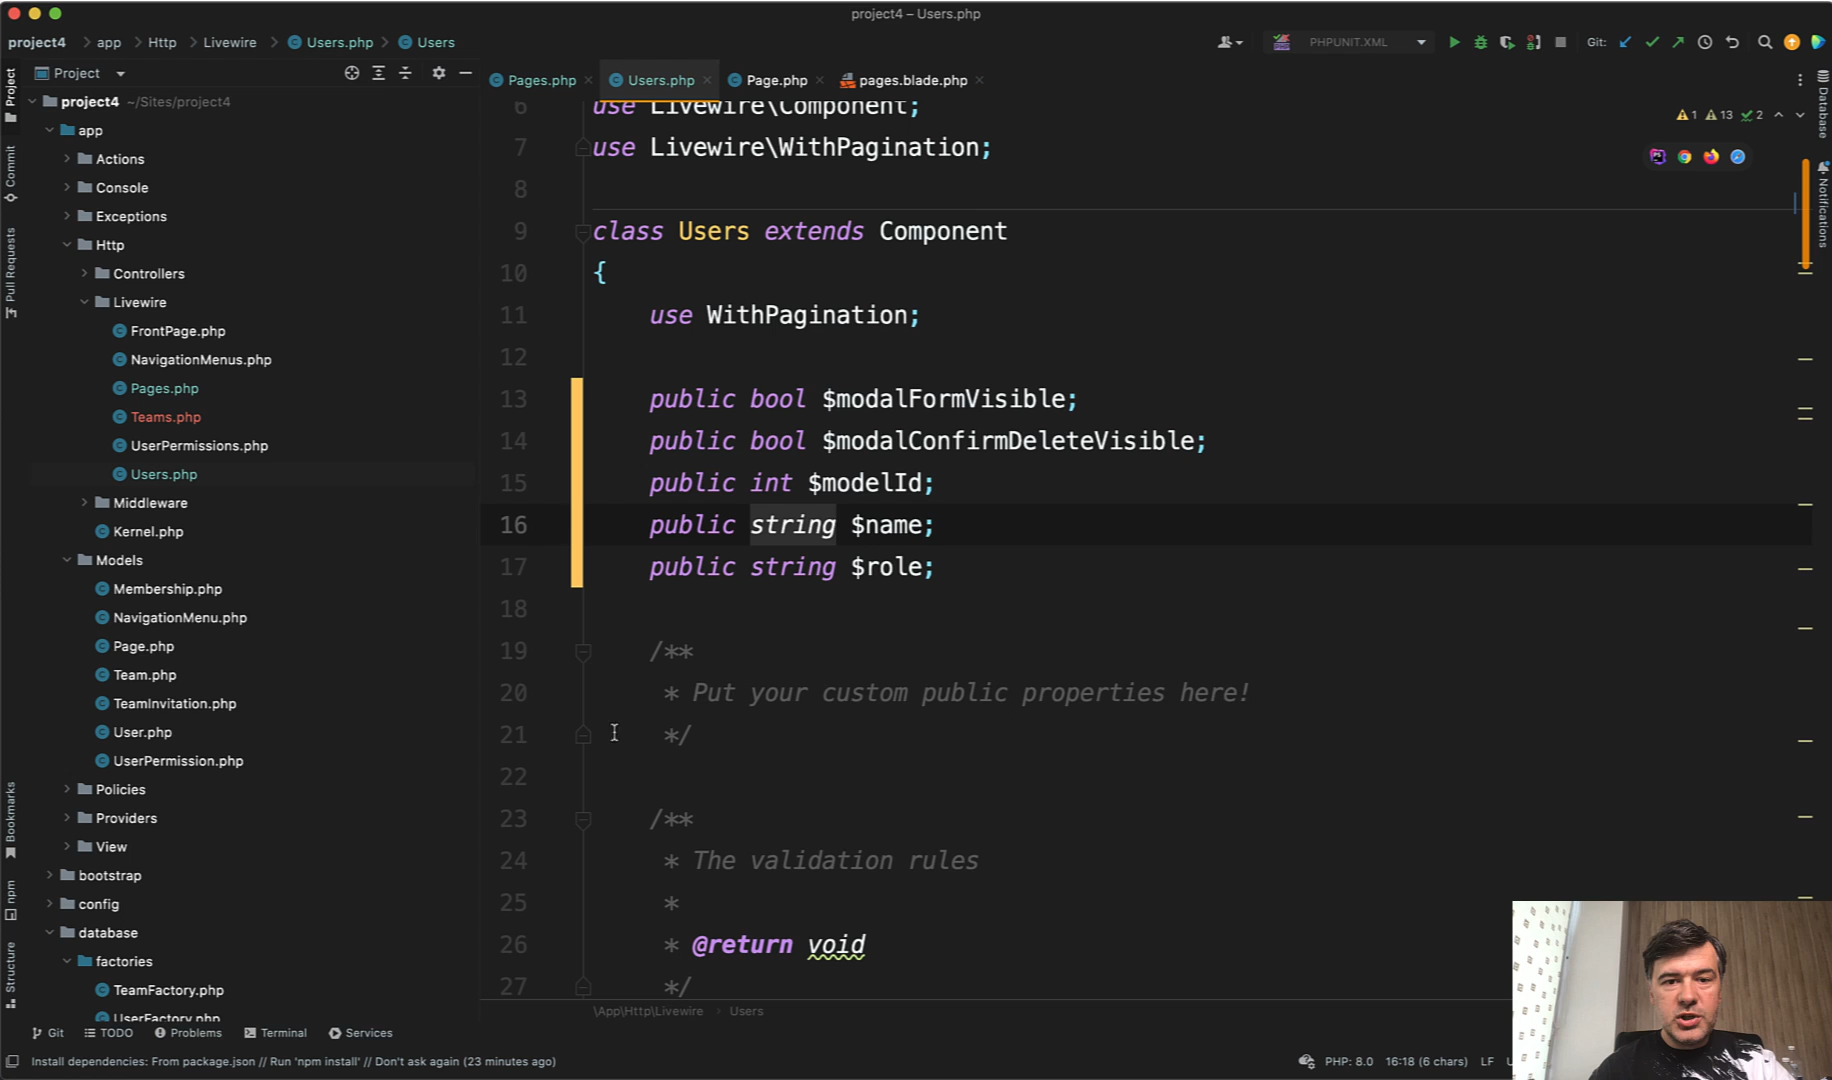 project4 – Users.php
project4 > app > Http > Livewire > Users.php > Users
PHPUNIT.XML
Git:
Project
Pages.php
Users.php
Page.php
pages.blade.php
Project
Commit
Pull Requests
Bookmarks
npm
Structure
project4 ~/Sites/project4
app
Actions
Console
Exceptions
Http
Controllers
Livewire
FrontPage.php
NavigationMenus.php
Pages.php
Teams.php
UserPermissions.php
Users.php
Middleware
Kernel.php
Models
Membership.php
NavigationMenu.php
Page.php
Team.php
TeamInvitation.php
User.php
UserPermission.php
Policies
Providers
View
bootstrap
config
database
factories
TeamFactory.php
UserFactory.php
1 13 2
Database
Notifications
6 use Livewire\Component;
7 use Livewire\WithPagination;
8
9 class Users extends Component
10 {
11 use WithPagination;
12
13 public bool $modalFormVisible;
14 public bool $modalConfirmDeleteVisible;
15 public int $modelId;
16 public string $name;
17 public string $role;
18
19 /**
20 * Put your custom public properties here!
21 */
22
23 /**
24 * The validation rules
25 *
26 * @return void
27 */
\App\Http\Livewire > Users
Git TODO Problems Terminal Services
Install dependencies: From package.json // Run 'npm install' // Don't ask again (23 minutes ago)
PHP: 8.0 16:18 (6 chars) LF